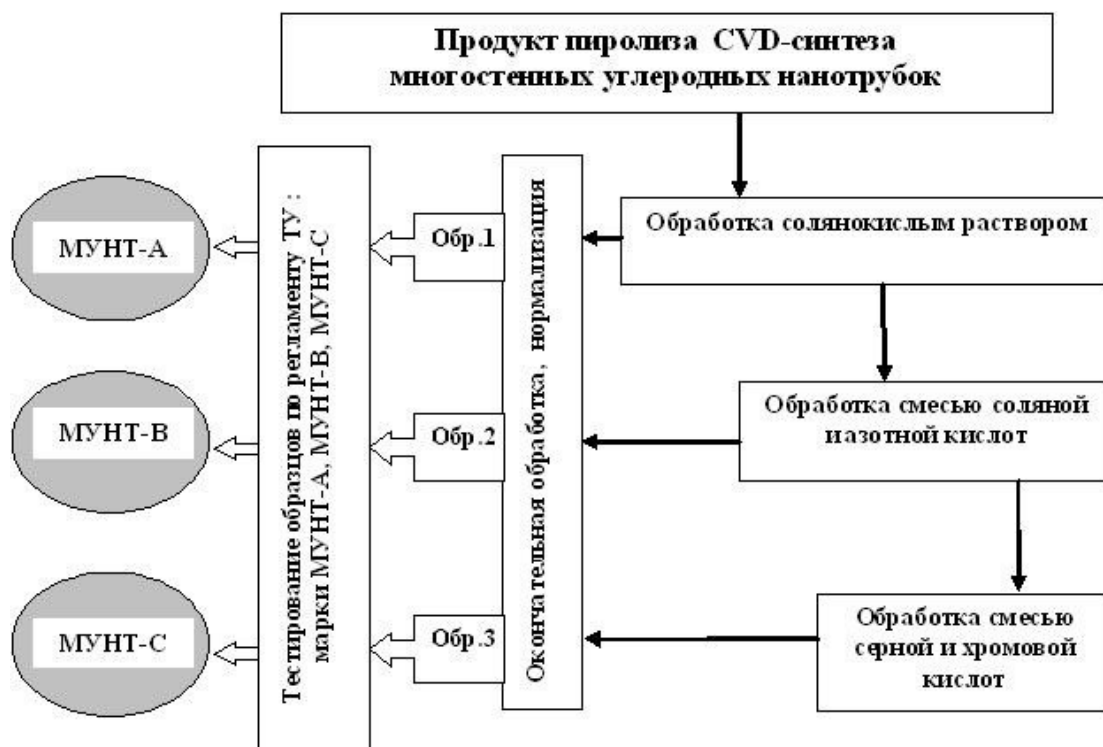 Продукт пиролиза CVD-синтеза
многостенных углеродных нанотрубок
Обработка солянокислым раствором
Обработка смесью соляной
и азотной кислот
Обработка смесью
серной и хромовой
кислот
Окончательная обработка, нормализация
Обр.1
Обр.2
Обр.3
Тестирование образцов по регламенту ТУ :
марки МУНТ-А, МУНТ-В, МУНТ-С
МУНТ-А
МУНТ-В
МУНТ-С